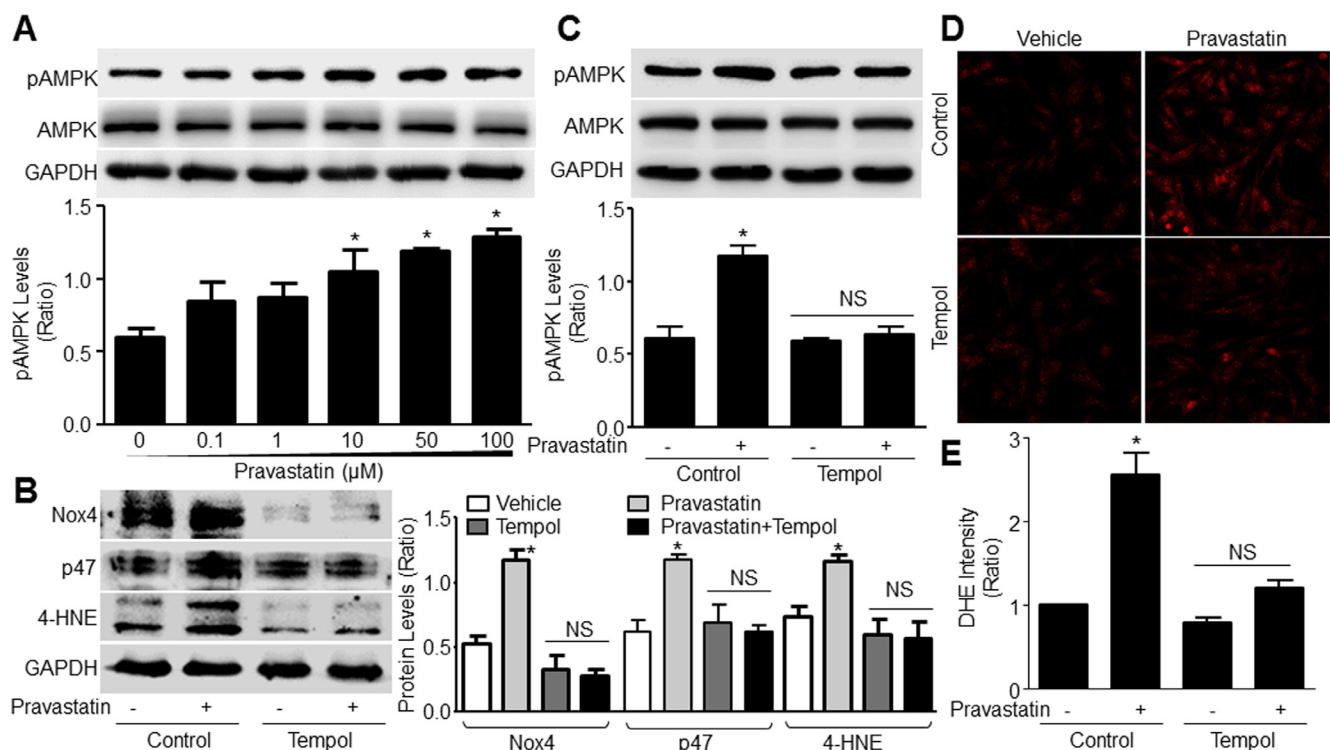 A
pAMPK
AMPK
GAPDH
1.5
1.0
0.5
0.0
pAMPK Levels
(Ratio)
* * *
0 0.1 1 10 50 100
Pravastatin (µM)
B
Nox4
p47
4-HNE
GAPDH
Pravastatin - + - +
Control Tempol
Vehicle Pravastatin
Tempol Pravastatin+Tempol
Protein Levels (Ratio)
1.5
1.0
0.5
0.0
* * *
NS NS NS
Nox4 p47 4-HNE
C
pAMPK
AMPK
GAPDH
1.5
1.0
0.5
0.0
pAMPK Levels
(Ratio)
*
NS
Pravastatin - + - +
Control Tempol
D
Vehicle Pravastatin
Control
Tempol
E
3
2
1
0
DHE Intensity
(Ratio)
*
NS
Pravastatin - + - +
Control Tempol